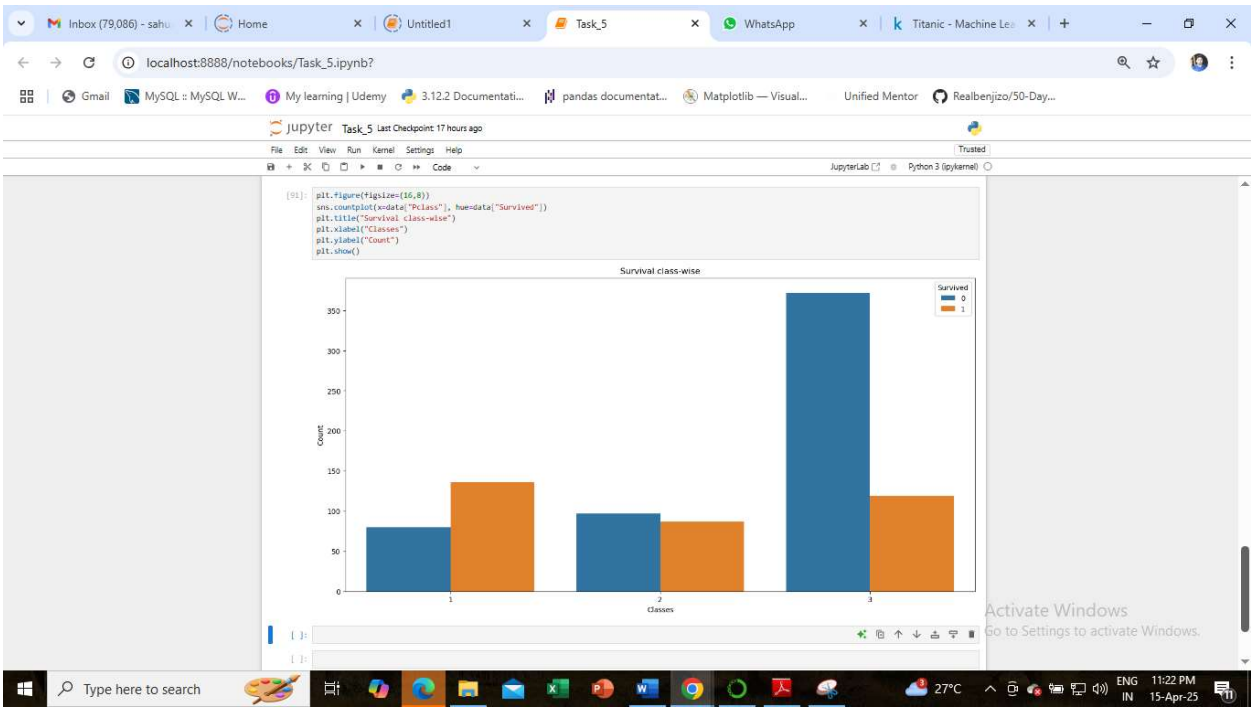 Inbox (79,086) - sahu
Home
Untitled1
Task_5
WhatsApp
Titanic - Machine Lea
localhost:8888/notebooks/Task_5.ipynb?
Gmail
MySQL :: MySQL W...
My learning | Udemy
3.12.2 Documentati...
pandas documentat...
Matplotlib — Visual...
Unified Mentor
Realbenjizo/50-Day...
jupyter Task_5 Last Checkpoint: 17 hours ago
File Edit View Run Kernel Settings Help
Trusted
Code
JupyterLab
Python 3 (ipykernel)
[91]: plt.figure(figsize=(16,8))
sns.countplot(x=data["Pclass"], hue=data["Survived"])
plt.title("Survival class-wise")
plt.xlabel("Classes")
plt.ylabel("Count")
plt.show()
Survival class-wise
Survived
0
1
350
300
250
200
150
100
50
0
Count
1 2 3
Classes
[ ]:
[ ]:
Activate Windows
Go to Settings to activate Windows.
Type here to search
3
27°C
ENG
IN
11:22 PM
15-Apr-25
11